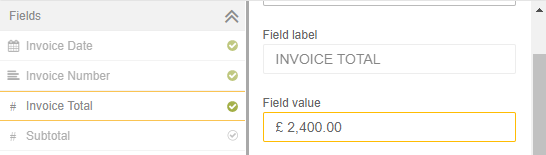 Fields
Invoice Date
Invoice Number
# Invoice Total
# Subtotal
Field label
INVOICE TOTAL
Field value
£ 2,400.00